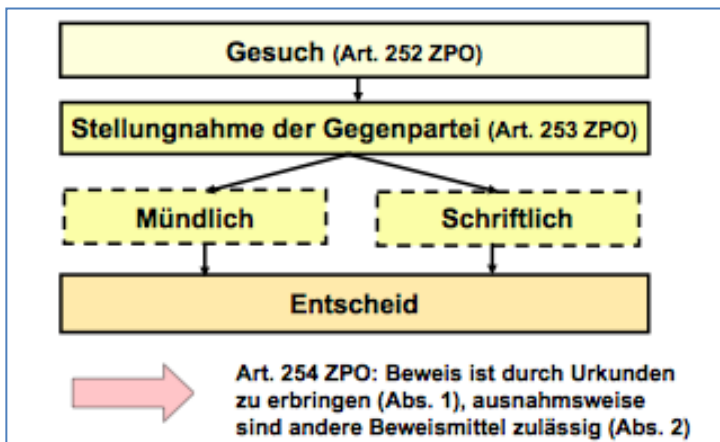 Gesuch (Art. 252 ZPO)
Stellungnahme der Gegenpartei (Art. 253 ZPO)
Mündlich
Schriftlich
Entscheid
Art. 254 ZPO: Beweis ist durch Urkunden
zu erbringen (Abs. 1), ausnahmsweise
sind andere Beweismittel zulässig (Abs. 2)